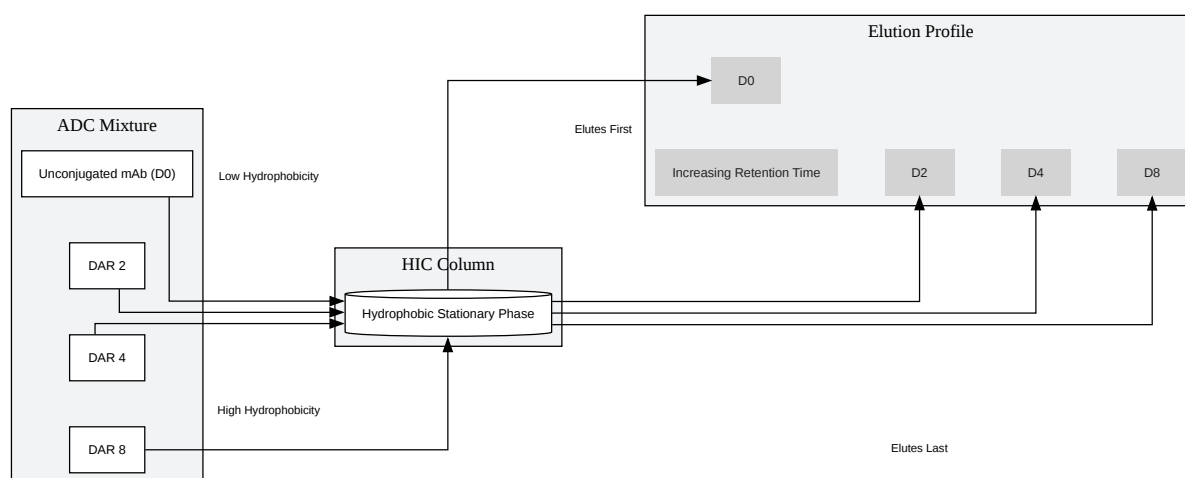 Elution Profile
D0
ADC Mixture
Elutes First
Unconjugated mAb (D0)
Low Hydrophobicity
Increasing Retention Time
D2
D4
D8
DAR 2
HIC Column
Hydrophobic Stationary Phase
DAR 4
High Hydrophobicity
DAR 8
Elutes Last